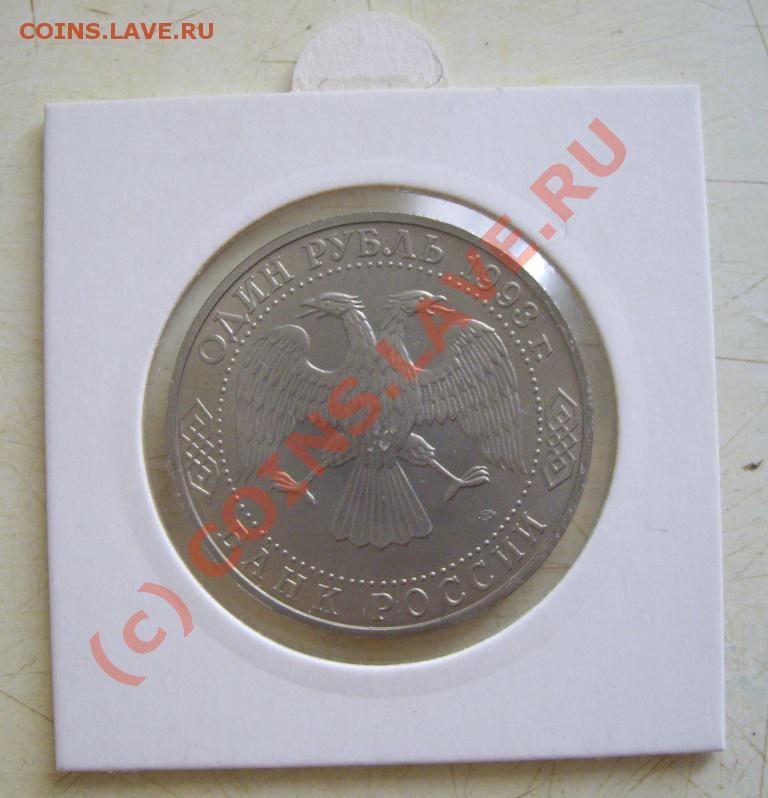 COINS.LAVE.RU
ОДИН РУБЛЬ 1993 г.
БАНК РОССИИ
(c) COINS.LAVE.RU